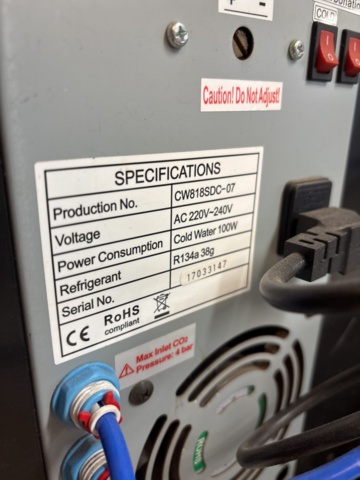 + -
COLD
Caution! Do Not Adjust!
SPECIFICATIONS
Production No. CW818SDC-07
Voltage AC 220V~240V
Power Consumption Cold Water 100W
Refrigerant R134a 38g
Serial No. 17033147
CE RoHS
compliant
Max Inlet CO2
Pressure: 4 bar